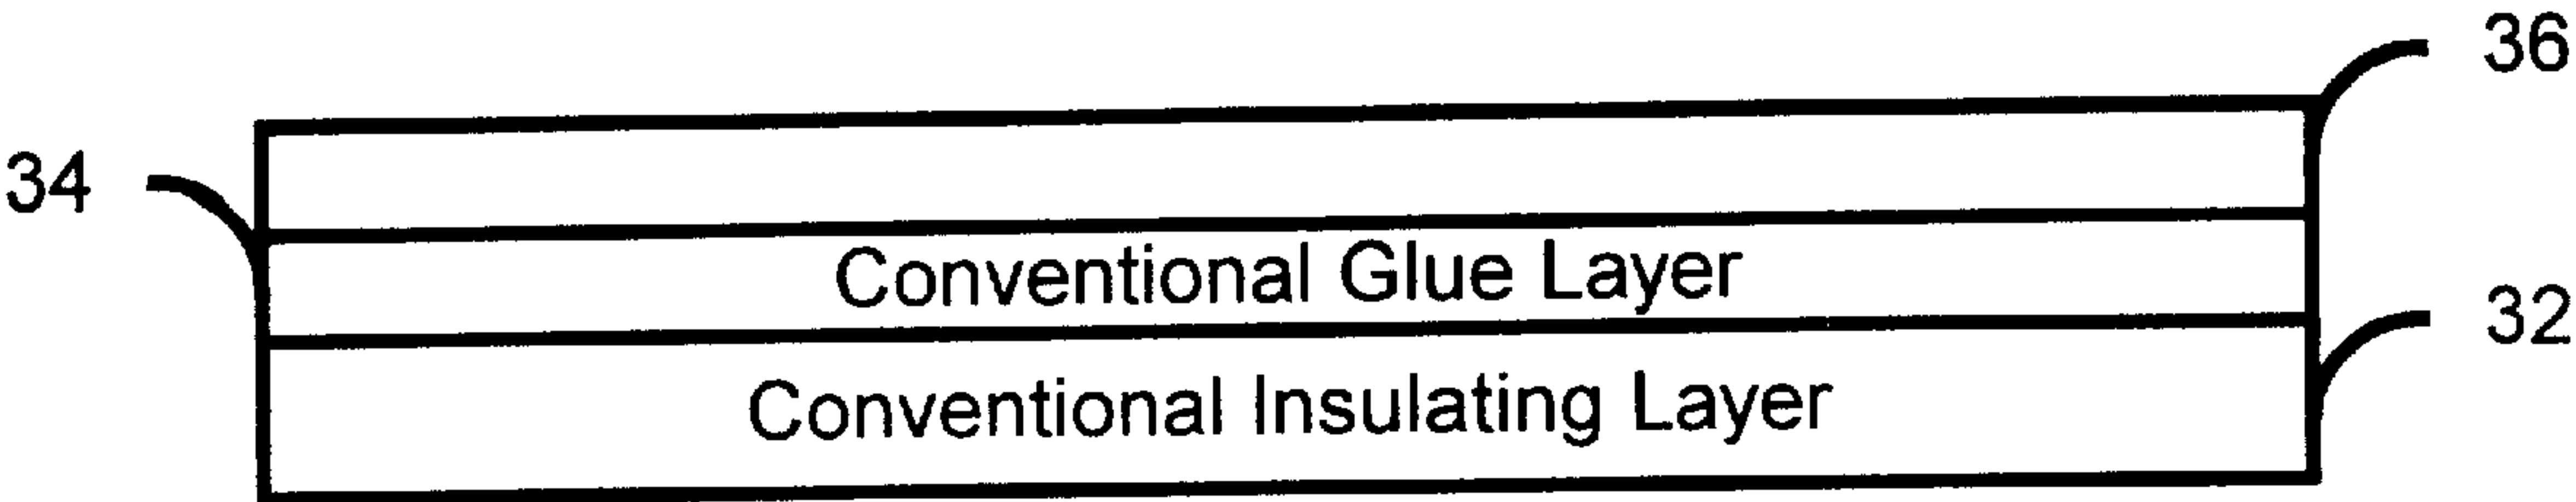 36
34
Conventional Glue Layer
32
Conventional Insulating Layer